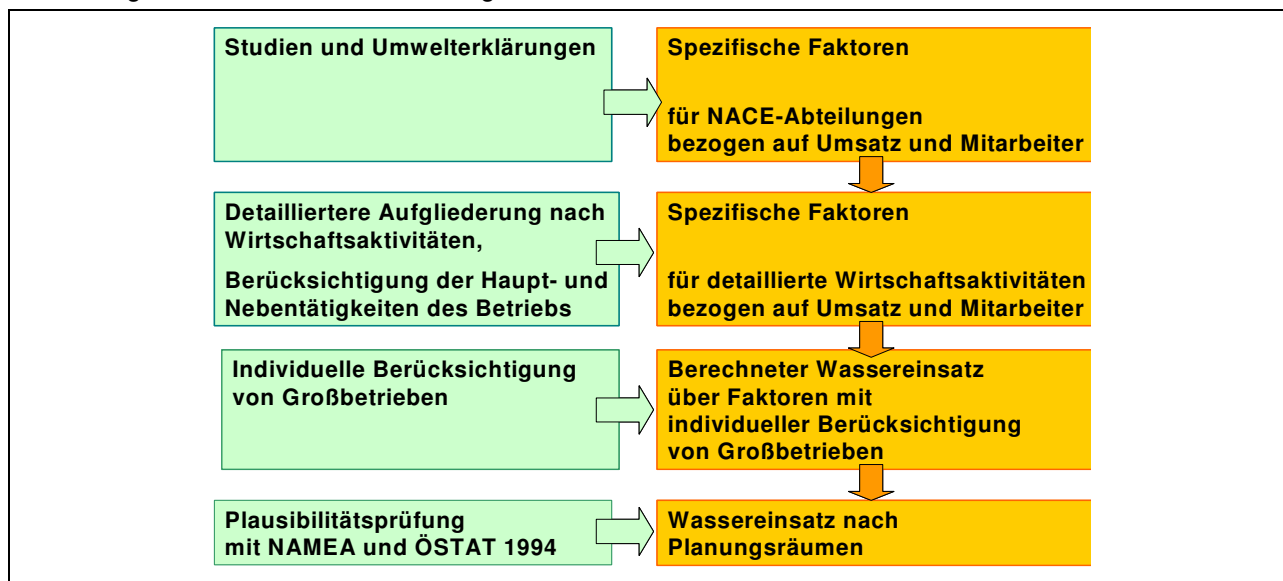 Studien und Umwelterklärungen
Spezifische Faktoren
für NACE-Abteilungen
bezogen auf Umsatz und Mitarbeiter
Detailliertere Aufgliederung nach
Wirtschaftsaktivitäten,
Berücksichtigung der Haupt- und
Nebentätigkeiten des Betriebs
Spezifische Faktoren
für detaillierte Wirtschaftsaktivitäten
bezogen auf Umsatz und Mitarbeiter
Individuelle Berücksichtigung
von Großbetrieben
Berechneter Wassereinsatz
über Faktoren mit
individueller Berücksichtigung
von Großbetrieben
Plausibilitätsprüfung
mit NAMEA und ÖSTAT 1994
Wassereinsatz nach
Planungsräumen